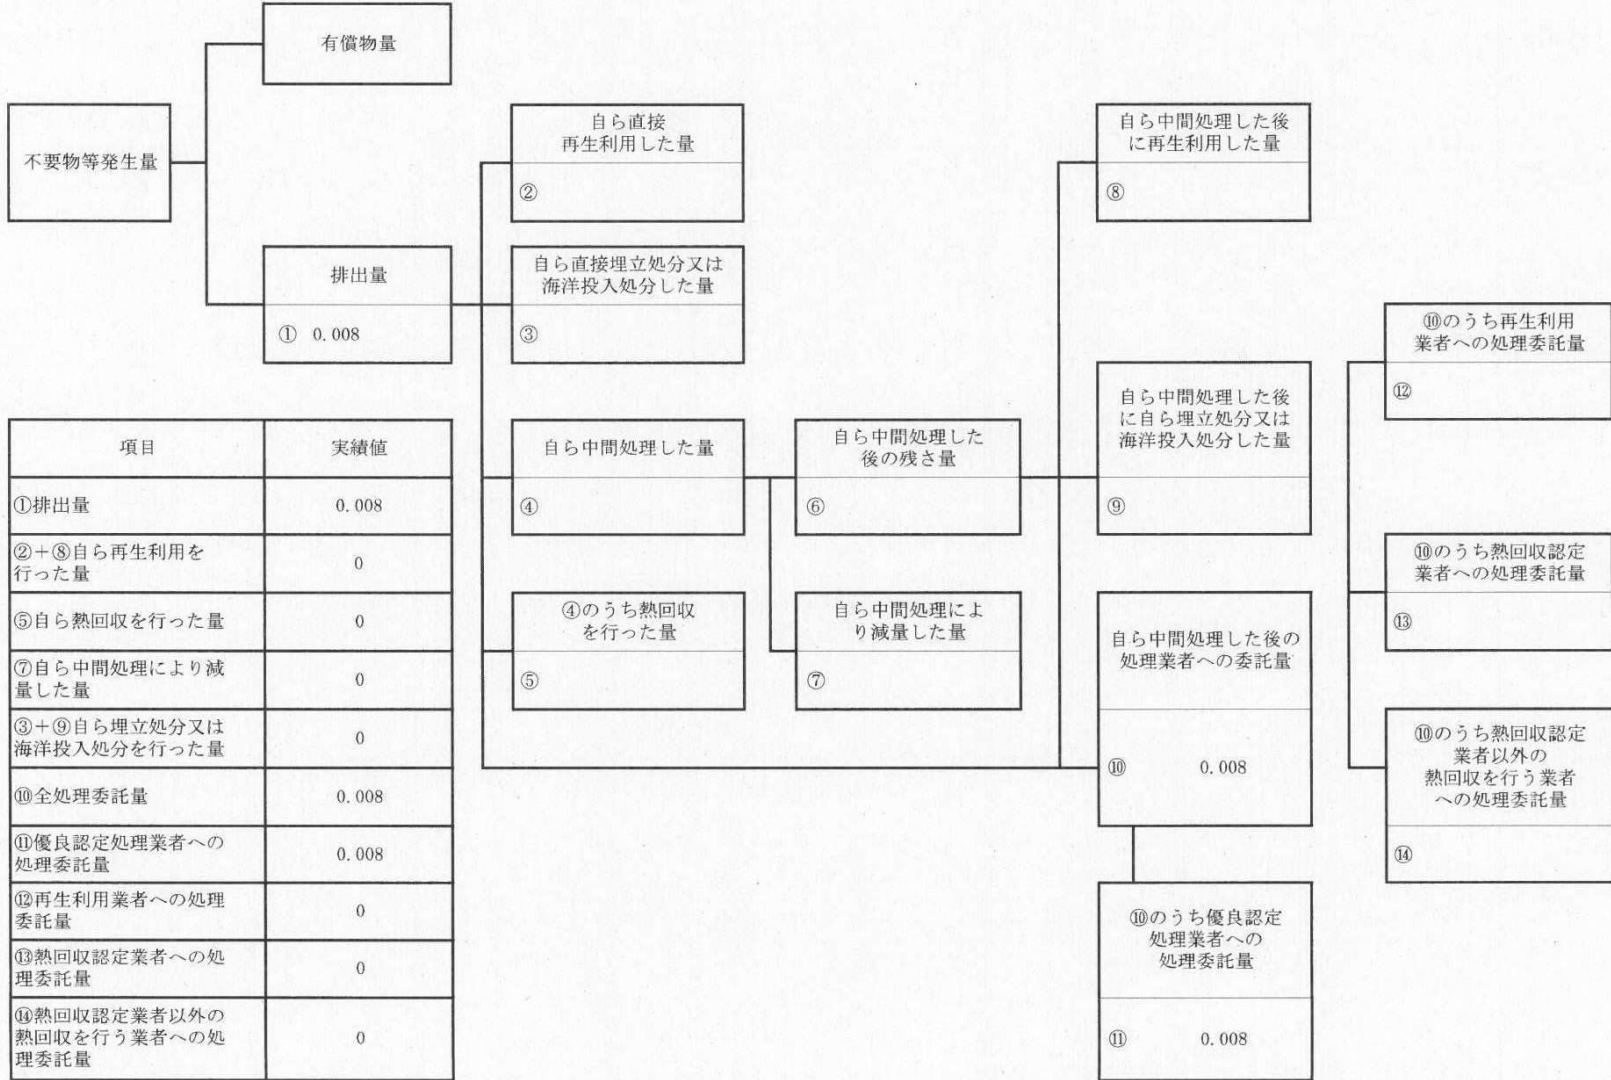 有償物量
不要物等発生量
排出量
① 0.008
自ら直接
再生利用した量
②
自ら直接埋立処分又は
海洋投入処分した量
③
自ら中間処理した量
④
④のうち熱回収
を行った量
⑤
自ら中間処理した
後の残さ量
⑥
自ら中間処理によ
り減量した量
⑦
自ら中間処理した後
に再生利用した量
⑧
自ら中間処理した後
に自ら埋立処分又は
海洋投入処分した量
⑨
自ら中間処理した後の
処理業者への委託量
⑩ 0.008
⑩のうち優良認定
処理業者への
処理委託量
⑪ 0.008
⑩のうち再生利用
業者への処理委託量
⑫
⑩のうち熱回収認定
業者への処理委託量
⑬
⑩のうち熱回収認定
業者以外の
熱回収を行う業者
への処理委託量
⑭
項目 実績値
①排出量 0.008
②+⑧自ら再生利用を
行った量 0
⑤自ら熱回収を行った量 0
⑦自ら中間処理により減
量した量 0
③+⑨自ら埋立処分又は
海洋投入処分を行った量 0
⑩全処理委託量 0.008
⑪優良認定処理業者への
処理委託量 0.008
⑫再生利用業者への処理
委託量 0
⑬熱回収認定業者への処
理委託量 0
⑭熱回収認定業者以外の
熱回収を行う業者への処
理委託量 0